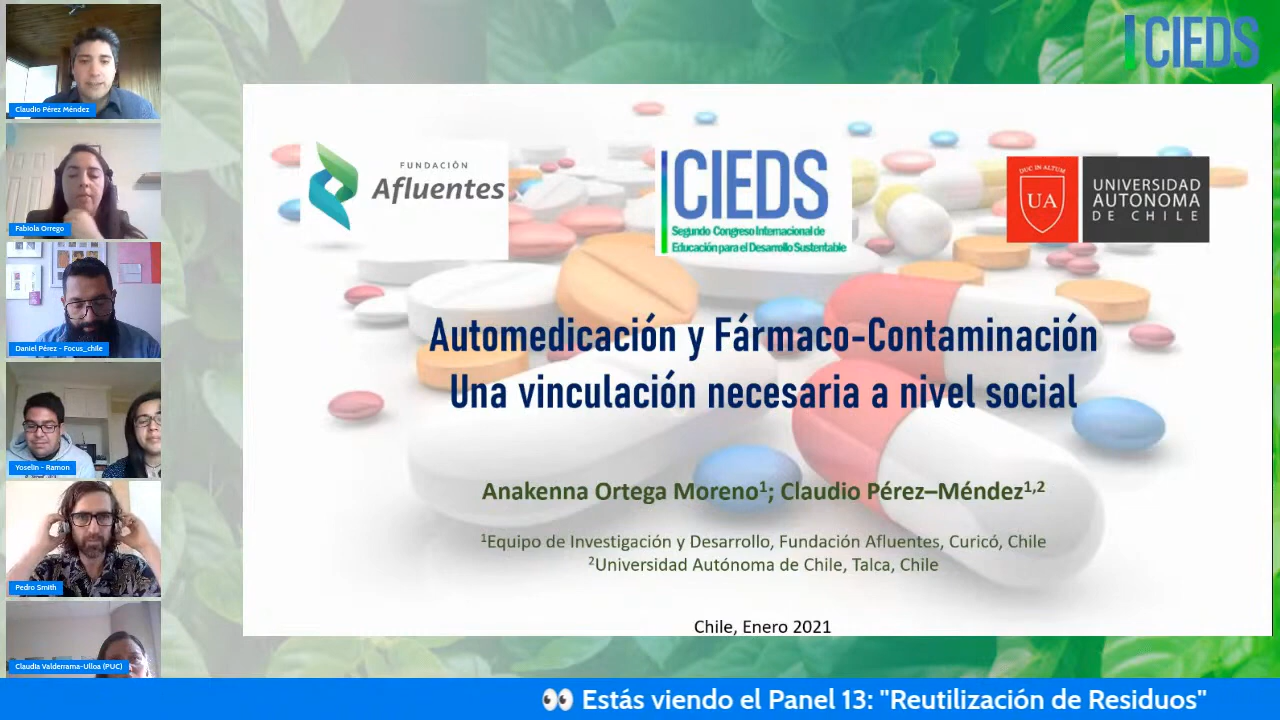 CIEDS
Claudio Pérez Méndez
Fabiola Orrego
Daniel Pérez - Focus_chile
Yoselin - Ramon
Pedro Smith
Claudia Valderrama-Ulloa (PUC)
FUNDACIÓN
Afluentes
CIEDS
Segundo Congreso Internacional de
Educación para el Desarrollo Sustentable
DUC IN ALTUM
UA
UNIVERSIDAD
AUTONOMA
DE CHILE
Automedicación y Fármaco-Contaminación
Una vinculación necesaria a nivel social
Anakenna Ortega Moreno¹; Claudio Pérez–Méndez¹,²
¹Equipo de Investigación y Desarrollo, Fundación Afluentes, Curicó, Chile
²Universidad Autónoma de Chile, Talca, Chile
Chile, Enero 2021
👀 Estás viendo el Panel 13: "Reutilización de Residuos"